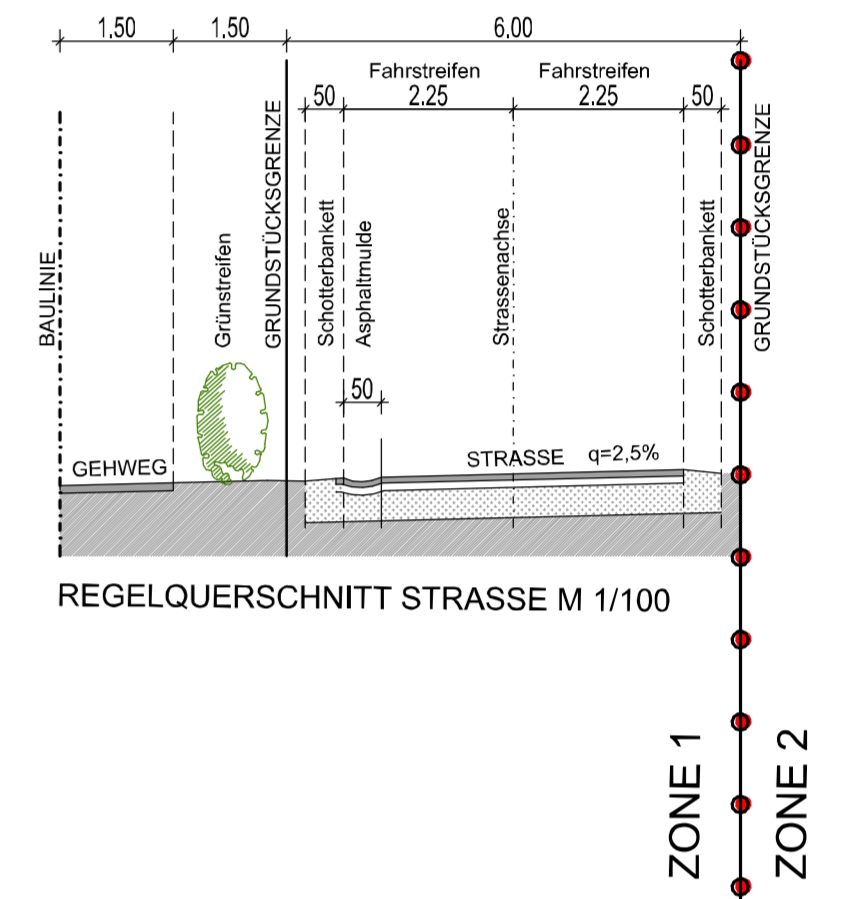 1.50 1.50 6.00
Fahrstreifen Fahrstreifen
50 2.25 2.25 50
BAULINIE
Grünstreifen
GRUNDSTÜCKSGRENZE
Schotterbankett
Asphaltmulde
Strassenachse
Schotterbankett
GRUNDSTÜCKSGRENZE
50
GEHWEG
STRASSE q=2,5%
REGELQUERSCHNITT STRASSE M 1/100
ZONE 1
ZONE 2